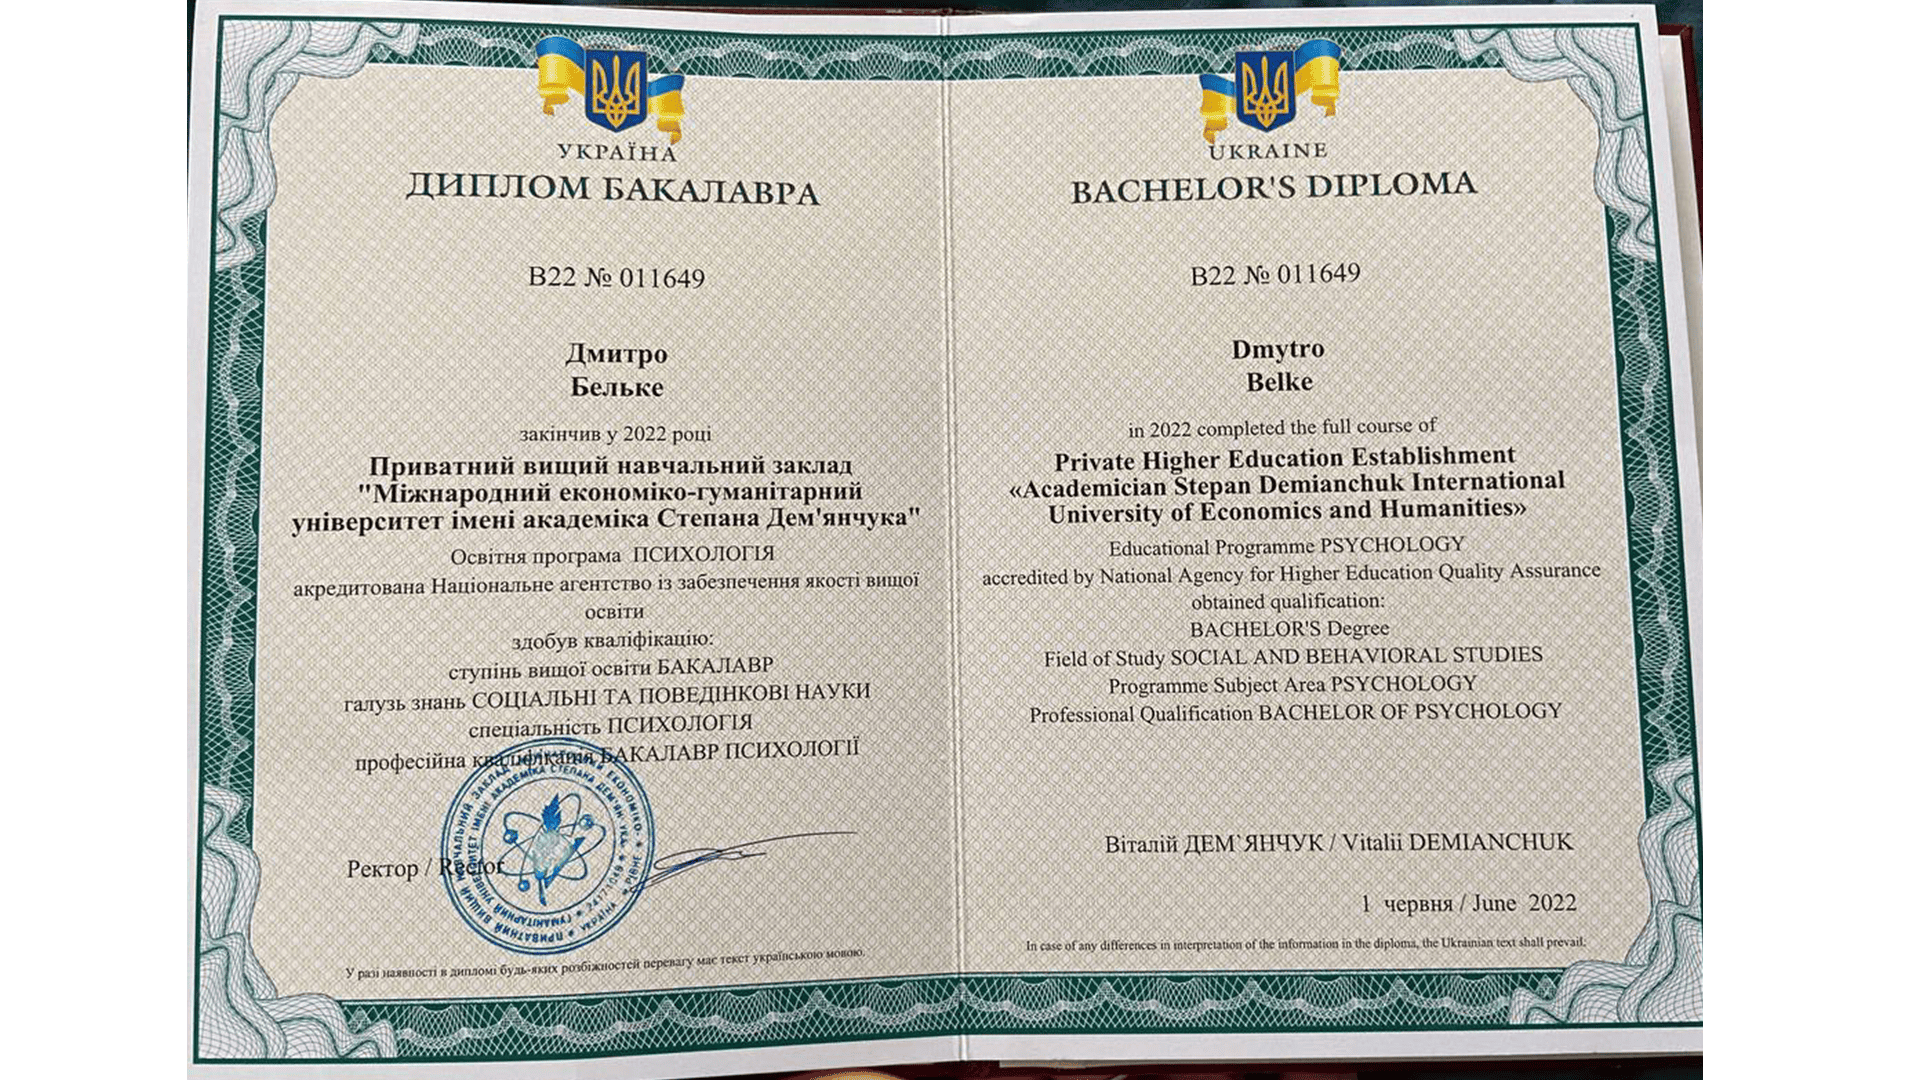 УКРАЇНА
ДИПЛОМ БАКАЛАВРА
В22 № 011649
Дмитро
Бельке
закінчив у 2022 році
Приватний вищий навчальний заклад
"Міжнародний економіко-гуманітарний
університет імені академіка Степана Дем'янчука"
Освітня програма ПСИХОЛОГІЯ
акредитована Національне агентство із забезпечення якості вищої
освіти
здобув кваліфікацію:
ступінь вищої освіти БАКАЛАВР
галузь знань СОЦІАЛЬНІ ТА ПОВЕДІНКОВІ НАУКИ
спеціальність ПСИХОЛОГІЯ
професійна кваліфікація БАКАЛАВР ПСИХОЛОГІЇ
Ректор / Rector
У разі наявності в дипломі будь-яких розбіжностей перевагу має текст українською мовою.
UKRAINE
BACHELOR'S DIPLOMA
B22 № 011649
Dmytro
Belke
in 2022 completed the full course of
Private Higher Education Establishment
«Academician Stepan Demianchuk International
University of Economics and Humanities»
Educational Programme PSYCHOLOGY
accredited by National Agency for Higher Education Quality Assurance
obtained qualification:
BACHELOR'S Degree
Field of Study SOCIAL AND BEHAVIORAL STUDIES
Programme Subject Area PSYCHOLOGY
Professional Qualification BACHELOR OF PSYCHOLOGY
Віталій ДЕМ`ЯНЧУК / Vitalii DEMIANCHUK
1 червня / June 2022
In case of any differences in interpretation of the information in the diploma, the Ukrainian text shall prevail.